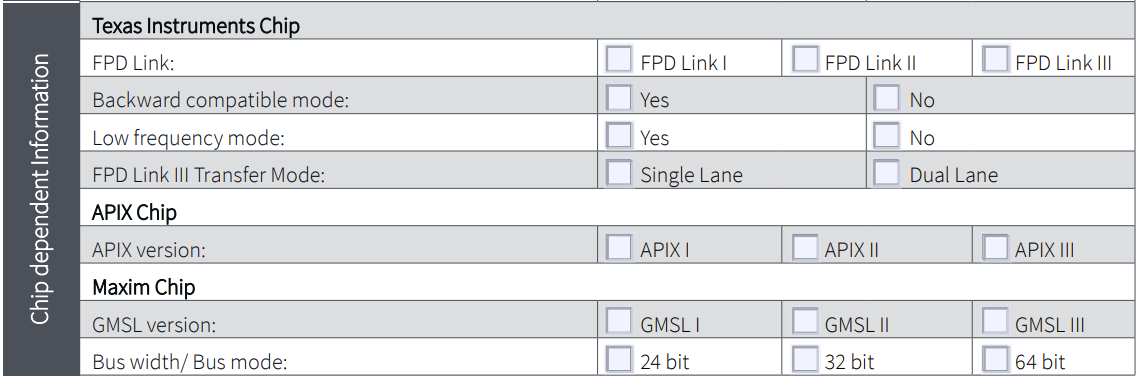 Chip dependent Information
Texas Instruments Chip
FPD Link: FPD Link I FPD Link II FPD Link III
Backward compatible mode: Yes No
Low frequency mode: Yes No
FPD Link III Transfer Mode: Single Lane Dual Lane
APIX Chip
APIX version: APIX I APIX II APIX III
Maxim Chip
GMSL version: GMSL I GMSL II GMSL III
Bus width/ Bus mode: 24 bit 32 bit 64 bit